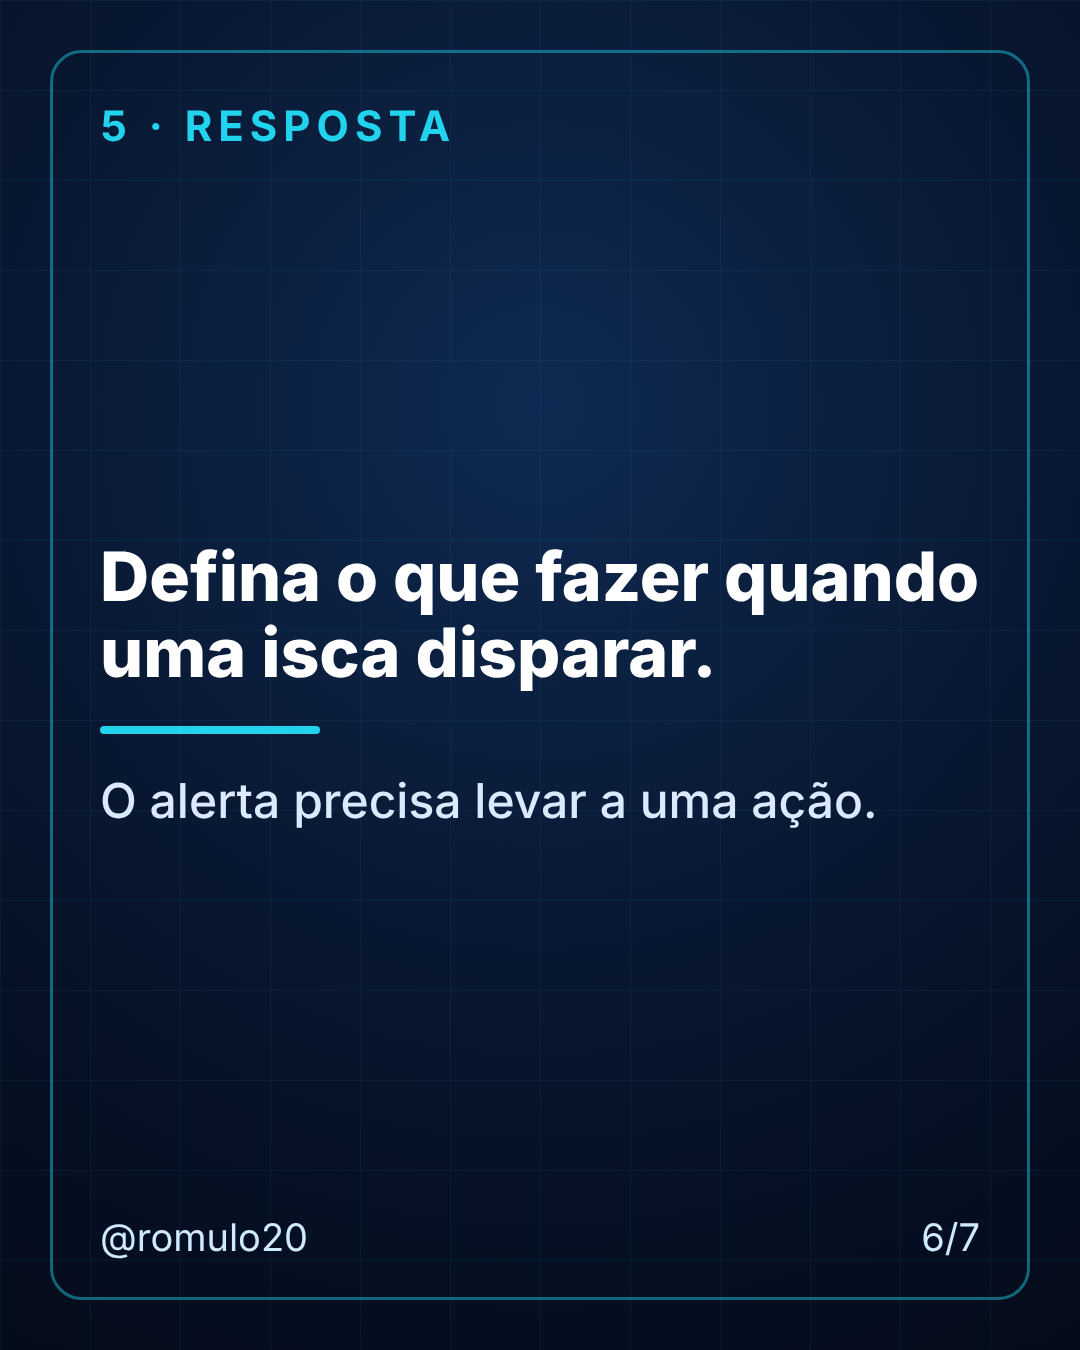 5 · RESPOSTA
Defina o que fazer quando
uma isca disparar.
O alerta precisa levar a uma ação.
@romulo20
6/7